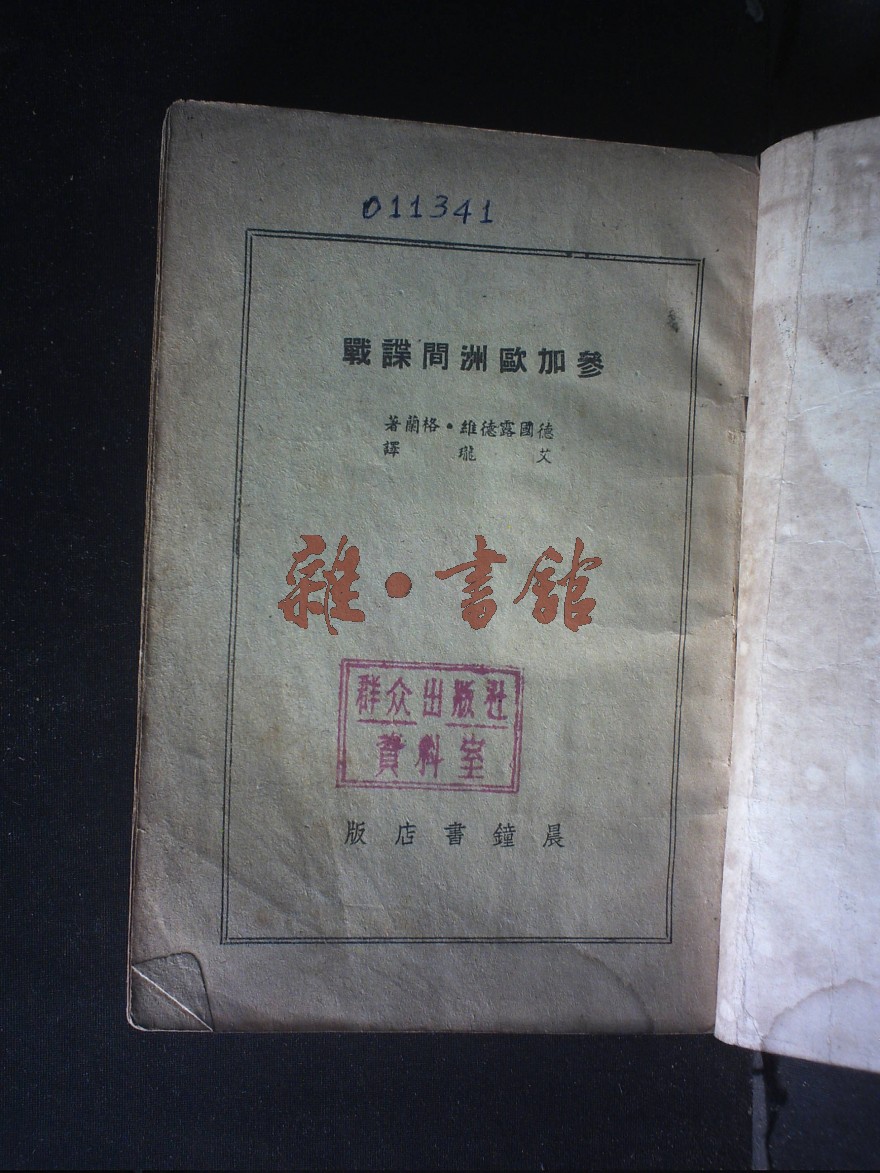 011341
參加歐洲間諜戰
德國露德維·格蘭著
艾瓏譯
雜·書館
群众出版社
資料室
晨鐘書店版